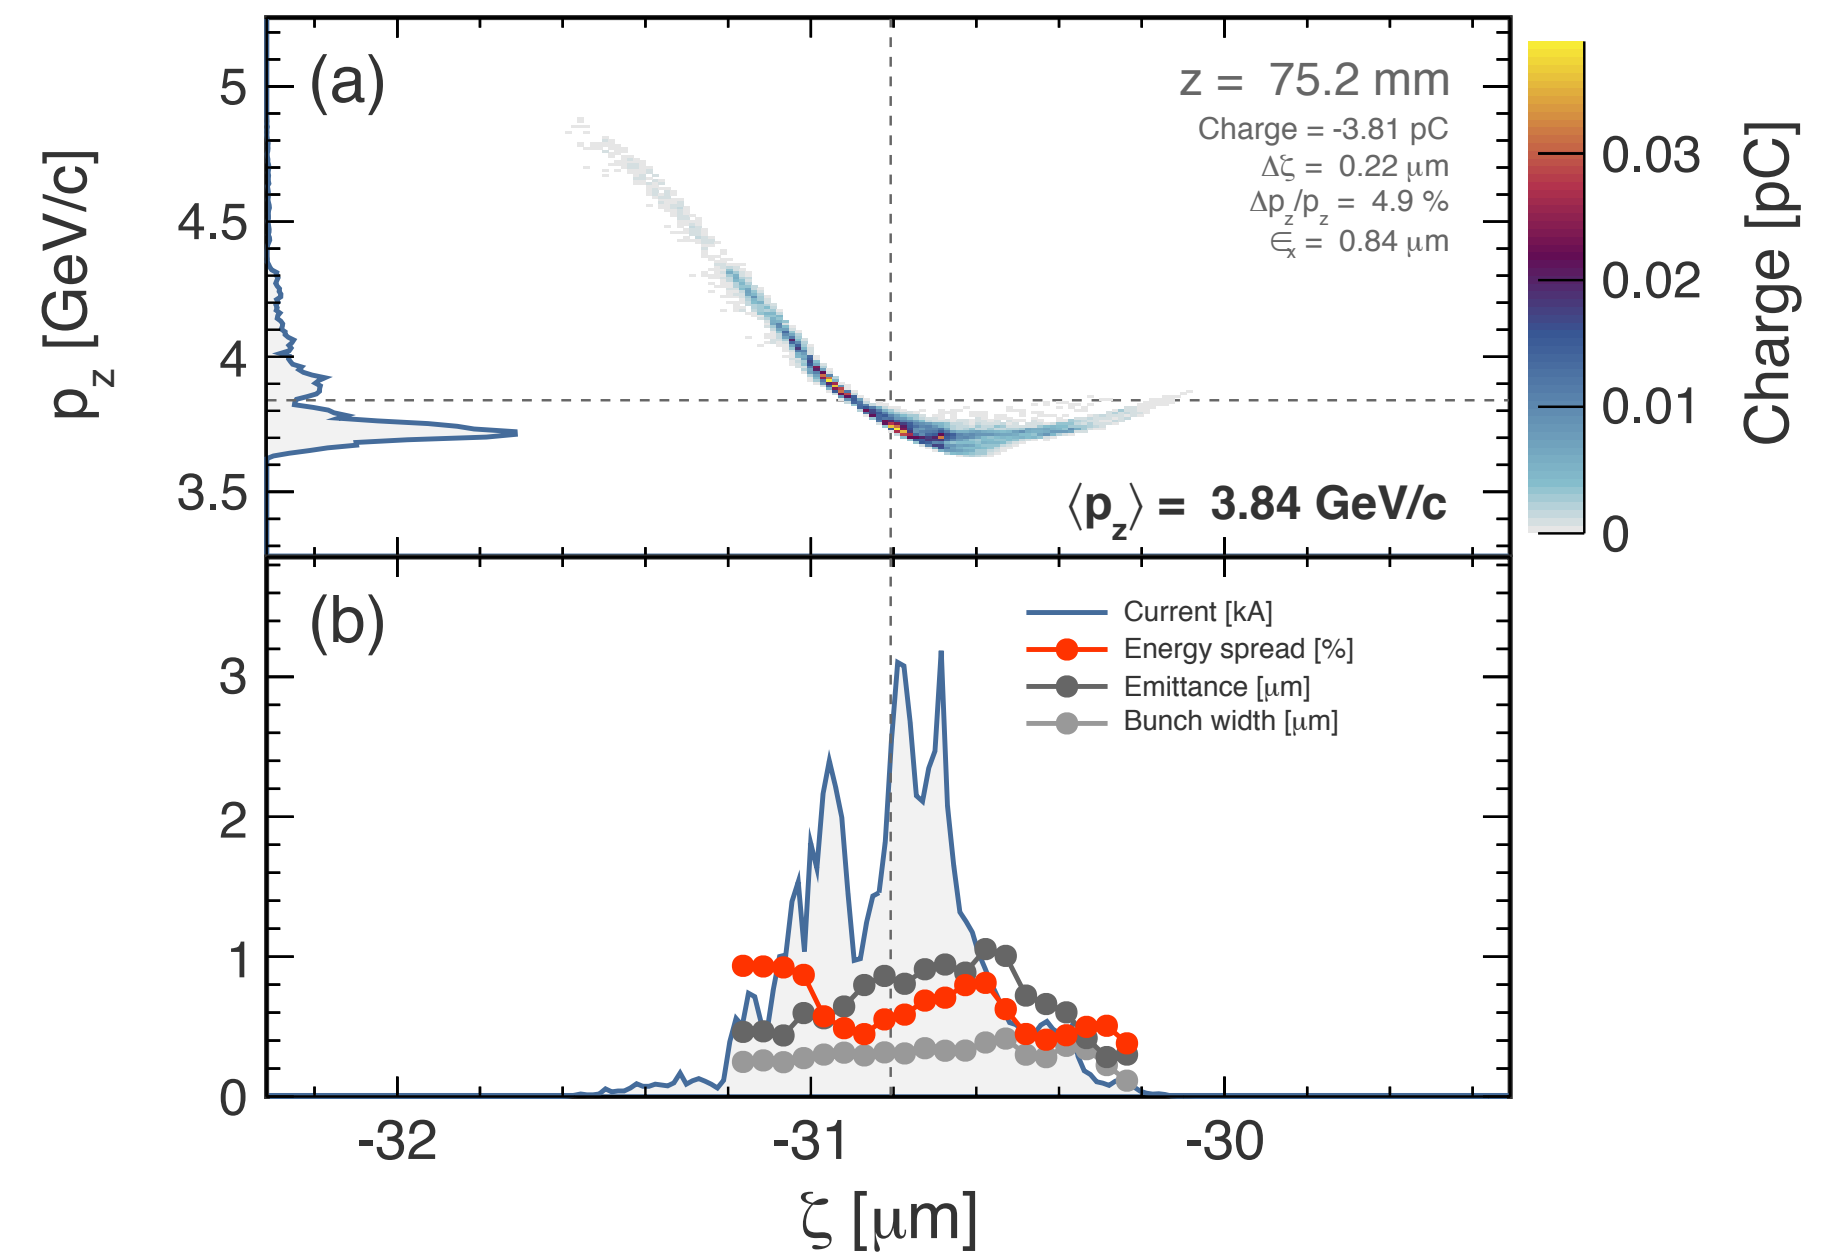 (a)
z = 75.2 mm
Charge = -3.81 pC
Δζ = 0.22 μm
Δp_z/p_z = 4.9 %
∈_x = 0.84 μm
⟨p_z⟩ = 3.84 GeV/c
p_z [GeV/c]
5
4.5
4
3.5
0.03
0.02
0.01
0
Charge [pC]
(b)
Current [kA]
Energy spread [%]
Emittance [μm]
Bunch width [μm]
3
2
1
0
-32
-31
-30
ζ [μm]